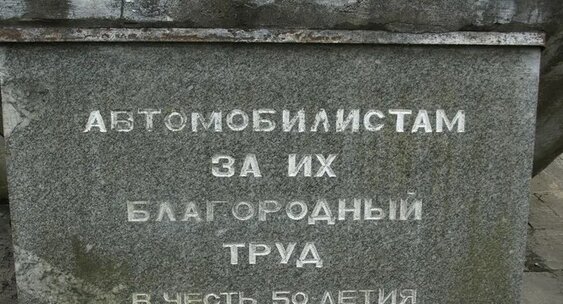 АВТОМОБИЛИСТАМ
ЗА ИХ
БЛАГОРОДНЫЙ
ТРУД
В ЧЕСТЬ 50 ЛЕТИЯ